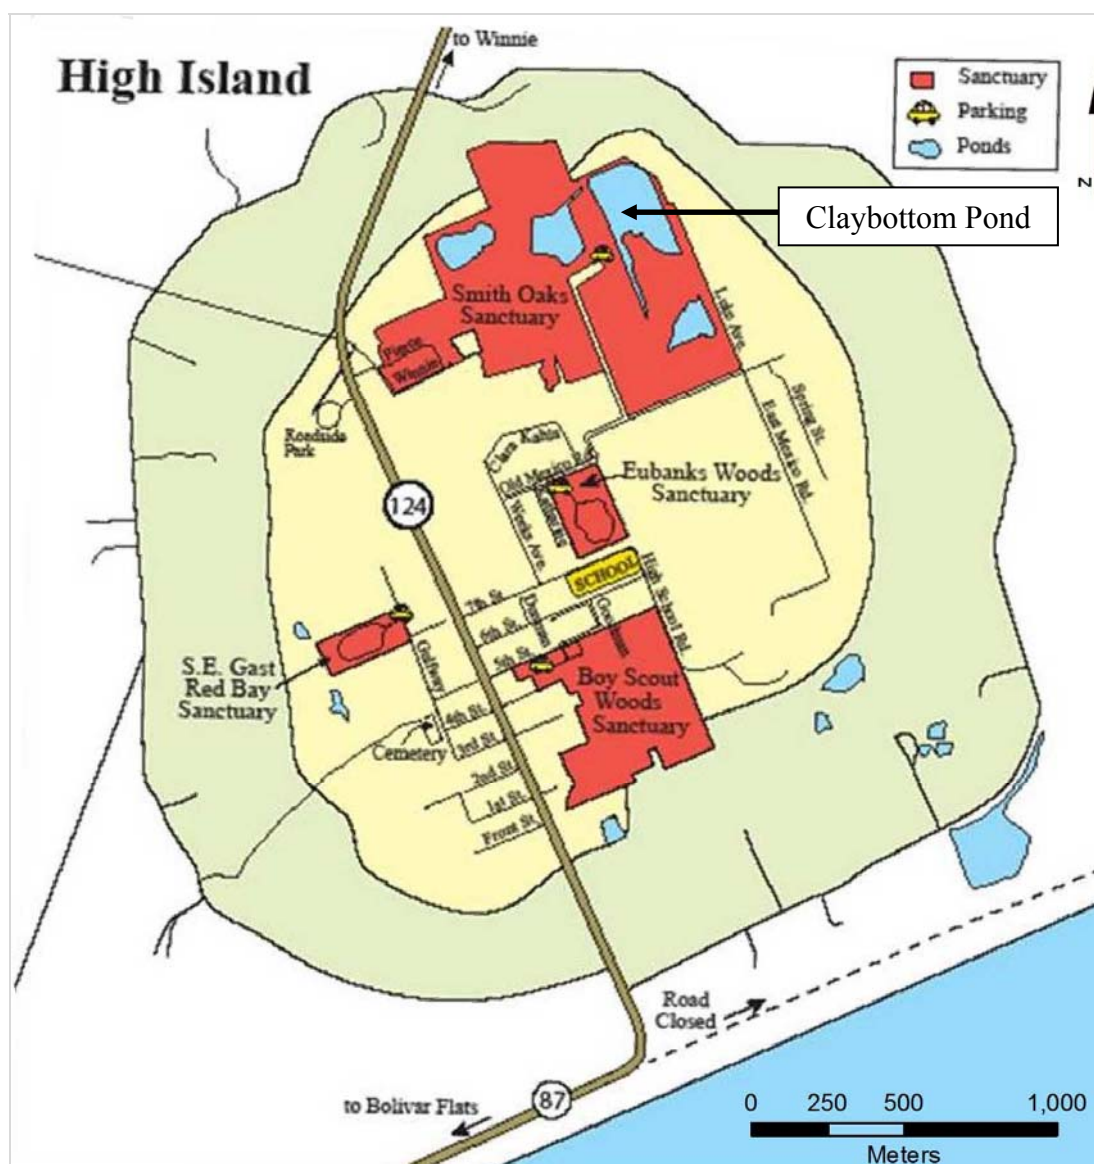 to Winnie
High Island
Sanctuary
Parking
Ponds
z
Claybottom Pond
Smith Oaks
Sanctuary
Lake Ave.
Winnie
Spring St.
East Mexico Rd.
Roadside
Park
Clara
Kahla
Old Mexico Rd.
Eubanks Woods
Sanctuary
124
Weeks Ave.
SCHOOL
High School Rd.
7th St
6th St.
5th St.
Gulfway
S.E. Gast
Red Bay
Sanctuary
Boy Scout
Woods
Sanctuary
4th St.
Cemetery
3rd St.
2nd St.
1st St.
Front St.
Road
Closed
to Bolivar Flats
87
0 250 500 1,000
Meters